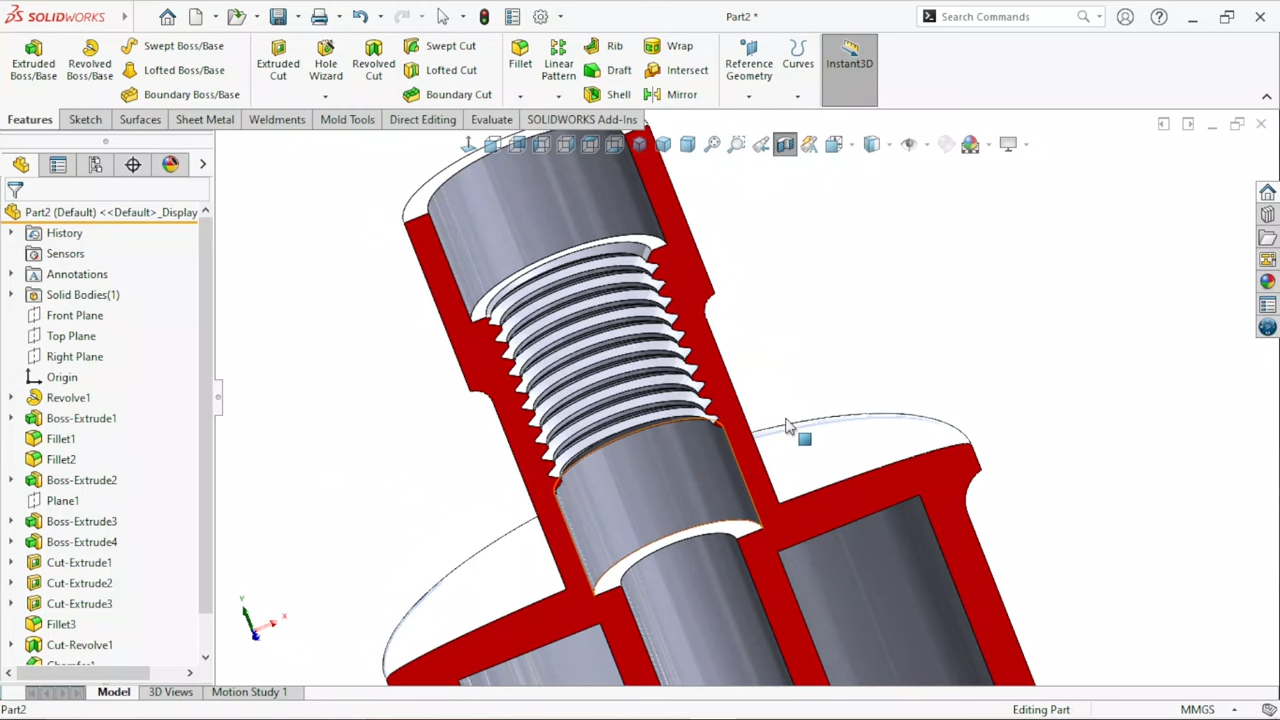 SOLIDWORKS
Part2 *
Search Commands
Extruded Boss/Base
Revolved Boss/Base
Swept Boss/Base
Lofted Boss/Base
Boundary Boss/Base
Extruded Cut
Hole Wizard
Revolved Cut
Swept Cut
Lofted Cut
Boundary Cut
Fillet
Linear Pattern
Rib
Draft
Shell
Wrap
Intersect
Mirror
Reference Geometry
Curves
Instant3D
Features
Sketch
Surfaces
Sheet Metal
Weldments
Mold Tools
Direct Editing
Evaluate
SOLIDWORKS Add-Ins
Part2 (Default) <<Default>_Display
History
Sensors
Annotations
Solid Bodies(1)
Front Plane
Top Plane
Right Plane
Origin
Revolve1
Boss-Extrude1
Fillet1
Fillet2
Boss-Extrude2
Plane1
Boss-Extrude3
Boss-Extrude4
Cut-Extrude1
Cut-Extrude2
Cut-Extrude3
Fillet3
Cut-Revolve1
Chamfer1
Y
X
Model
3D Views
Motion Study 1
Part2
Editing Part
MMGS